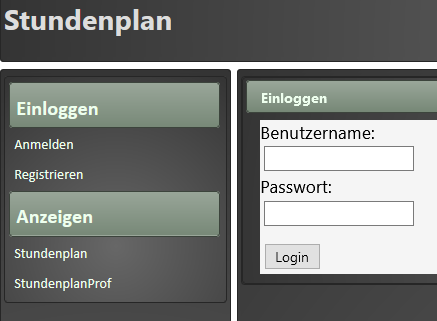 Stundenplan
Einloggen
Anmelden
Registrieren
Anzeigen
Stundenplan
StundenplanProf
Einloggen
Benutzername:
Passwort:
Login